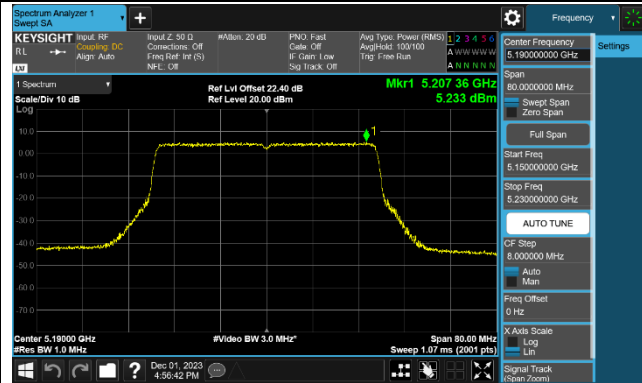 Spectrum Analyzer 1
Swept SA
Frequency
KEYSIGHT
RL
LXI
Input: RF
Coupling: DC
Align: Auto
Input Z: 50 Ω
Corrections: Off
Freq Ref: Int (S)
NFE: Off
#Atten: 20 dB
PNO: Fast
Gate: Off
IF Gain: Low
Sig Track: Off
Avg Type: Power (RMS)
Avg|Hold: 100/100
Trig: Free Run
1 2 3 4 5 6
A W W W W W
A N N N N N
1 Spectrum
Scale/Div 10 dB
Log
Ref Lvl Offset 22.40 dB
Ref Level 20.00 dBm
Mkr1 5.207 36 GHz
5.233 dBm
1
10.0
0.00
-10.0
-20.0
-30.0
-40.0
-50.0
-60.0
-70.0
Center 5.19000 GHz
#Res BW 1.0 MHz
#Video BW 3.0 MHz*
Span 80.00 MHz
Sweep 1.07 ms (2001 pts)
Dec 01, 2023
4:56:42 PM
Center Frequency
5.190000000 GHz
Span
80.0000000 MHz
Swept Span
Zero Span
Full Span
Start Freq
5.150000000 GHz
Stop Freq
5.230000000 GHz
AUTO TUNE
CF Step
8.000000 MHz
Auto
Man
Freq Offset
0 Hz
X Axis Scale
Log
Lin
Signal Track
(Span Zoom)
Settings